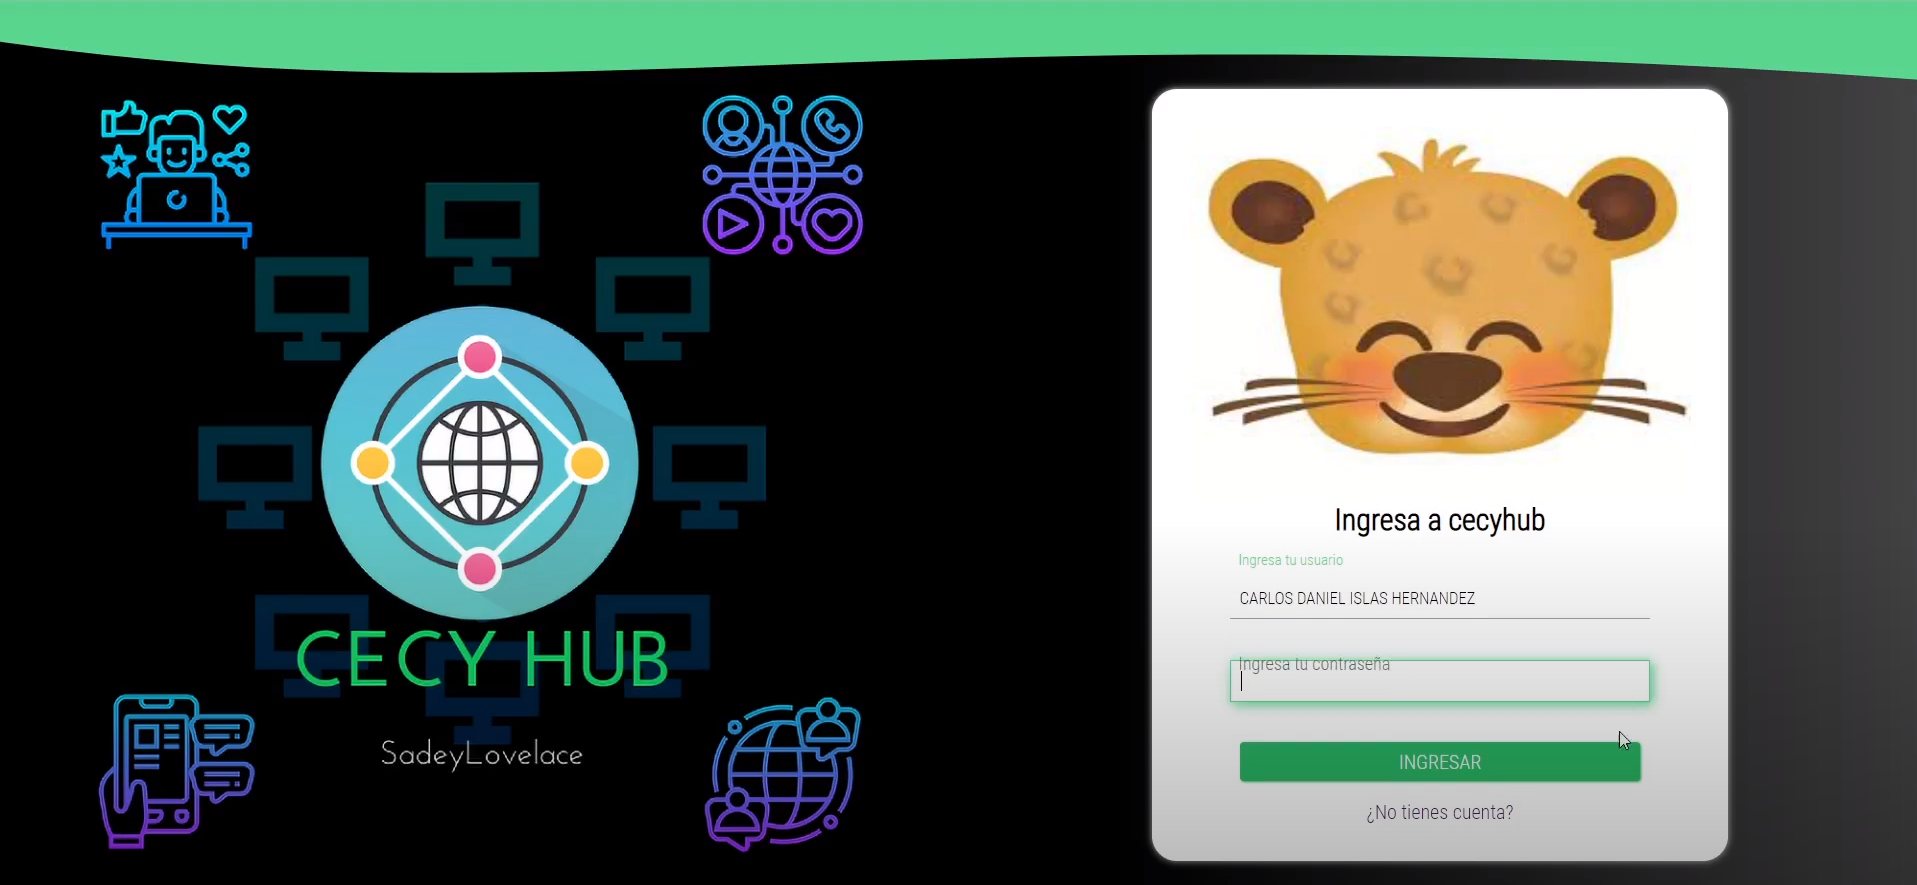 CECY HUB
SadeyLovelace
Ingresa a cecyhub
Ingresa tu usuario
CARLOS DANIEL ISLAS HERNANDEZ
Ingresa tu contraseña
INGRESAR
¿No tienes cuenta?